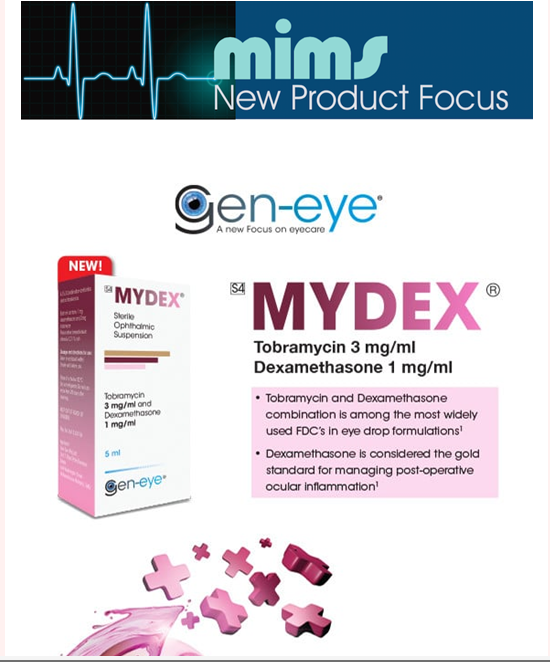 mims
New Product Focus
gen-eye®
A new Focus on eyecare
NEW!
S4 MYDEX®
Sterile
Ophthalmic
Suspension
Tobramycin
3 mg/ml and
Dexamethasone
1 mg/ml
5 ml
gen-eye®
S4 MYDEX®
Tobramycin 3 mg/ml
Dexamethasone 1 mg/ml
• Tobramycin and Dexamethasone
combination is among the most widely
used FDC's in eye drop formulations¹
• Dexamethasone is considered the gold
standard for managing post-operative
ocular inflammation¹